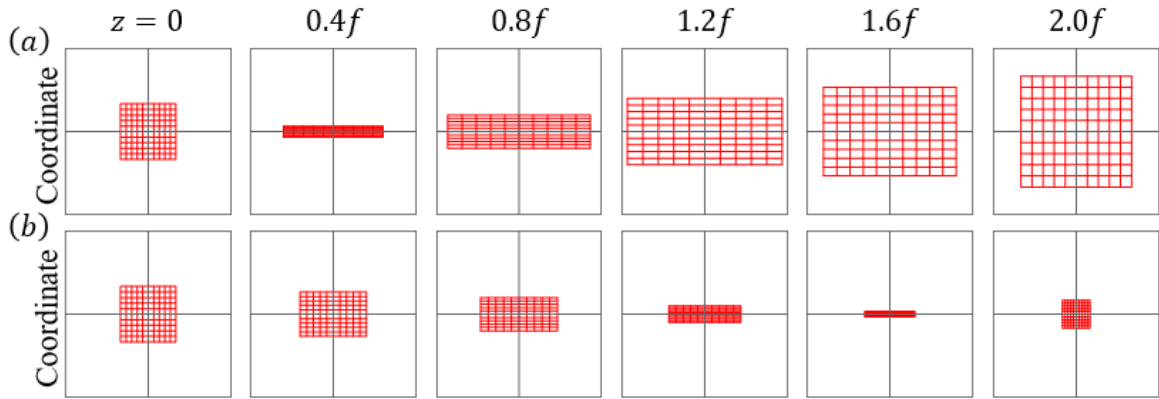 z = 0 0.4f 0.8f 1.2f 1.6f 2.0f
(a)
Coordinate
(b)
Coordinate